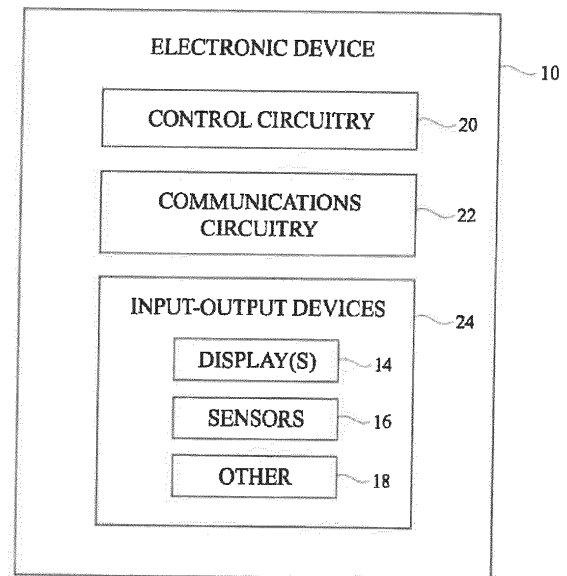 ELECTRONIC DEVICE
10
CONTROL CIRCUITRY
20
COMMUNICATIONS
CIRCUITRY
22
INPUT-OUTPUT DEVICES
24
DISPLAY(S)
14
SENSORS
16
OTHER
18